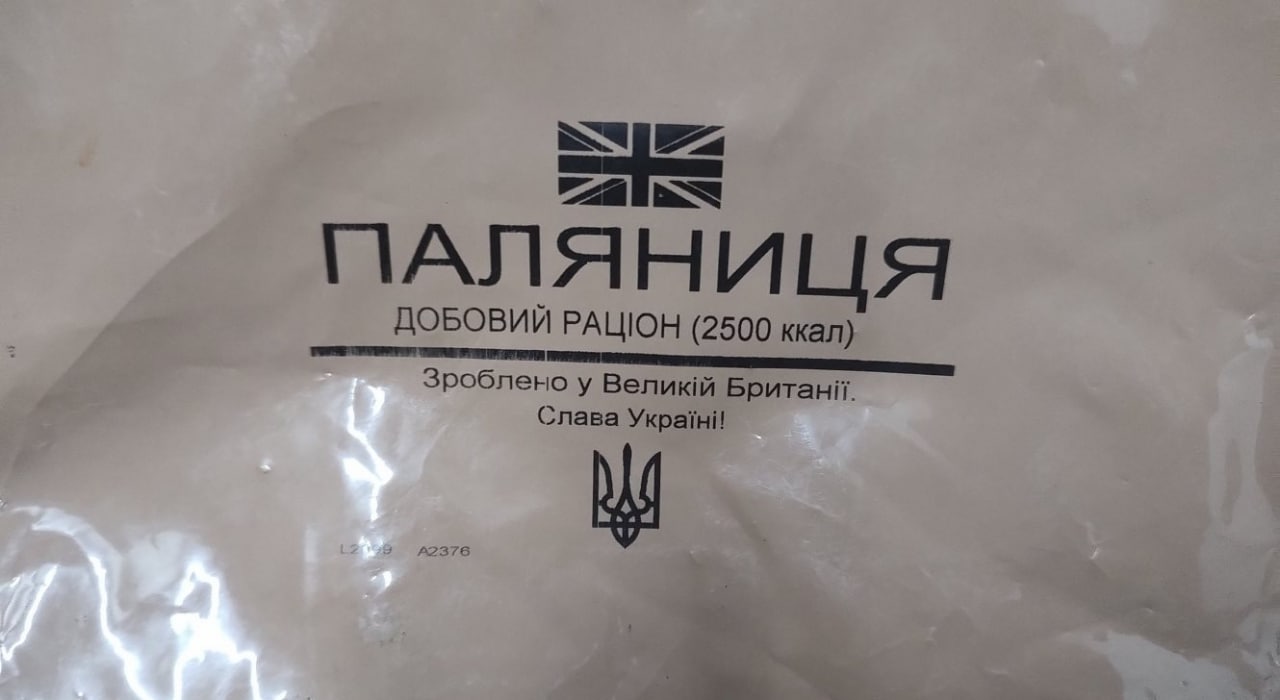 ПАЛЯНИЦЯ
ДОБОВИЙ РАЦІОН (2500 ккал)
Зроблено у Великій Британії.
Слава Україні!
A2376